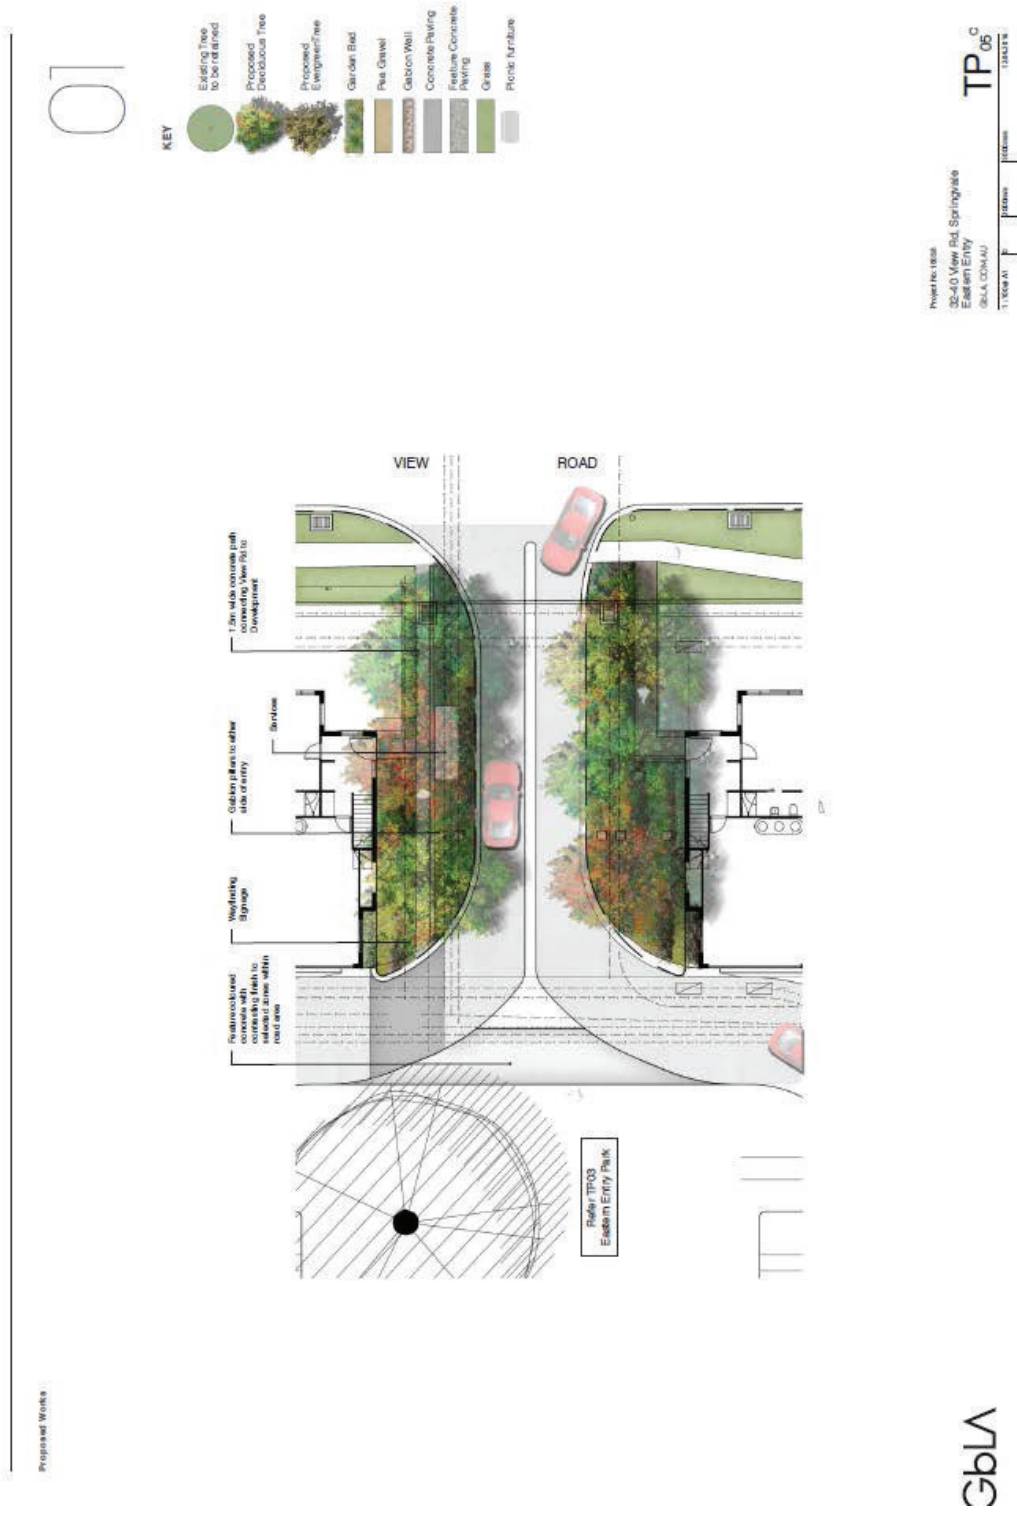 Proposed Works
01
KEY
Existing Tree
to be retained
Proposed
Deciduous Tree
Proposed
Evergreen Tree
Garden Bed
Pea Gravel
Gabion Wall
Concrete Paving
Feature Concrete
Paving
Grass
Picnic furniture
Feature coloured
concrete with
contrasting finish to
selected zones within
road area
Wayfinding
Signage
Gabion pillars to either
side of entry
Services
1.5m wide concrete path
connecting View Rd to
Development
VIEW
ROAD
Refer TP03
Eastern Entry Park
GbLA
32-40 View Rd, Springvale
Eastern Entry
GbLA.COM.AU
TP05 C